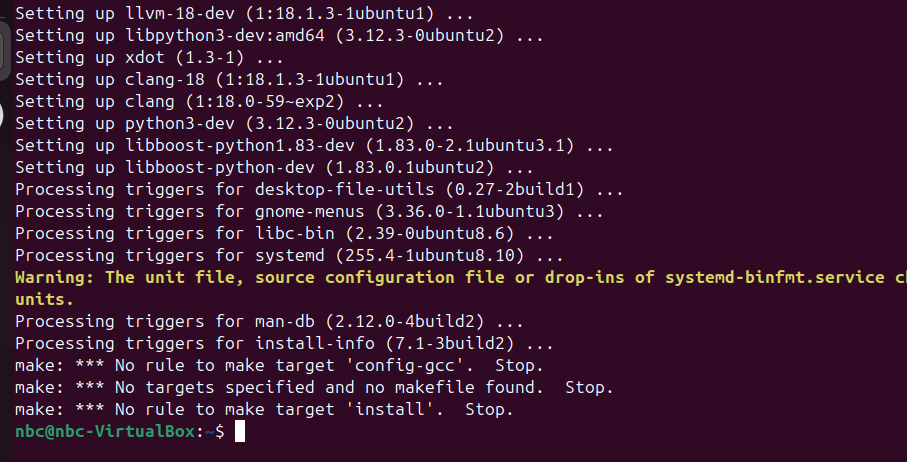 Setting up llvm-18-dev (1:18.1.3-1ubuntu1) ...
Setting up libpython3-dev:amd64 (3.12.3-0ubuntu2) ...
Setting up xdot (1.3-1) ...
Setting up clang-18 (1:18.1.3-1ubuntu1) ...
Setting up clang (1:18.0-59~exp2) ...
Setting up python3-dev (3.12.3-0ubuntu2) ...
Setting up libboost-python1.83-dev (1.83.0-2.1ubuntu3.1) ...
Setting up libboost-python-dev (1.83.0.1ubuntu2) ...
Processing triggers for desktop-file-utils (0.27-2build1) ...
Processing triggers for gnome-menus (3.36.0-1.1ubuntu3) ...
Processing triggers for libc-bin (2.39-0ubuntu8.6) ...
Processing triggers for systemd (255.4-1ubuntu8.10) ...
Warning: The unit file, source configuration file or drop-ins of systemd-binfmt.service
units.
Processing triggers for man-db (2.12.0-4build2) ...
Processing triggers for install-info (7.1-3build2) ...
make: *** No rule to make target 'config-gcc'.  Stop.
make: *** No targets specified and no makefile found.  Stop.
make: *** No rule to make target 'install'.  Stop.
nbc@nbc-VirtualBox:~$